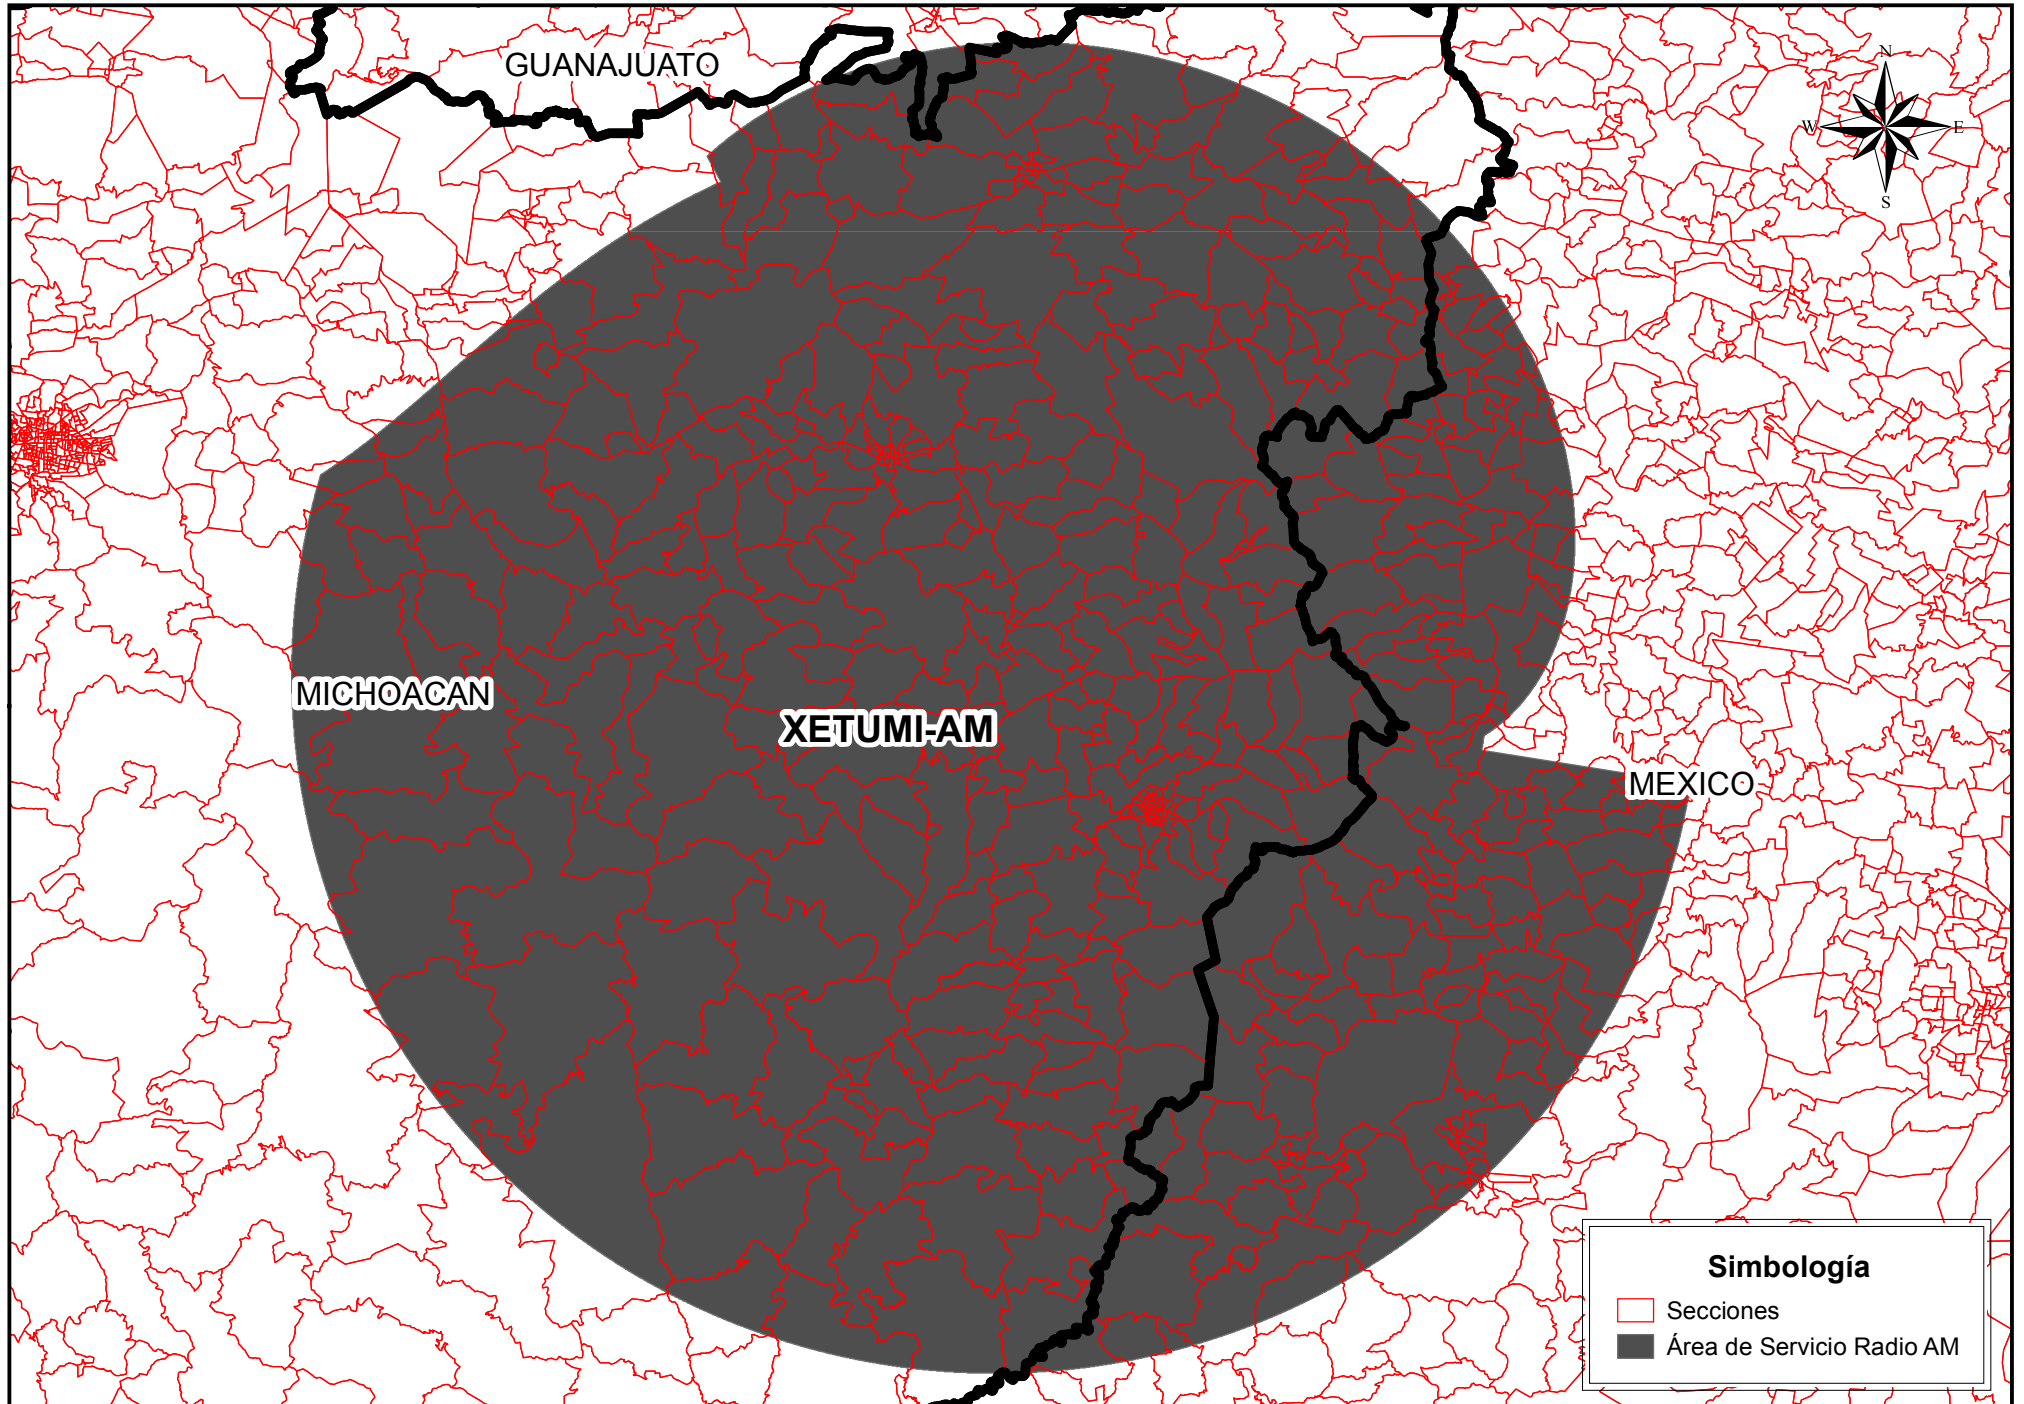 GUANAJUATO
N
W
E
S
MICHOACAN
XETUMI-AM
MEXICO
Simbología
Secciones
Área de Servicio Radio AM